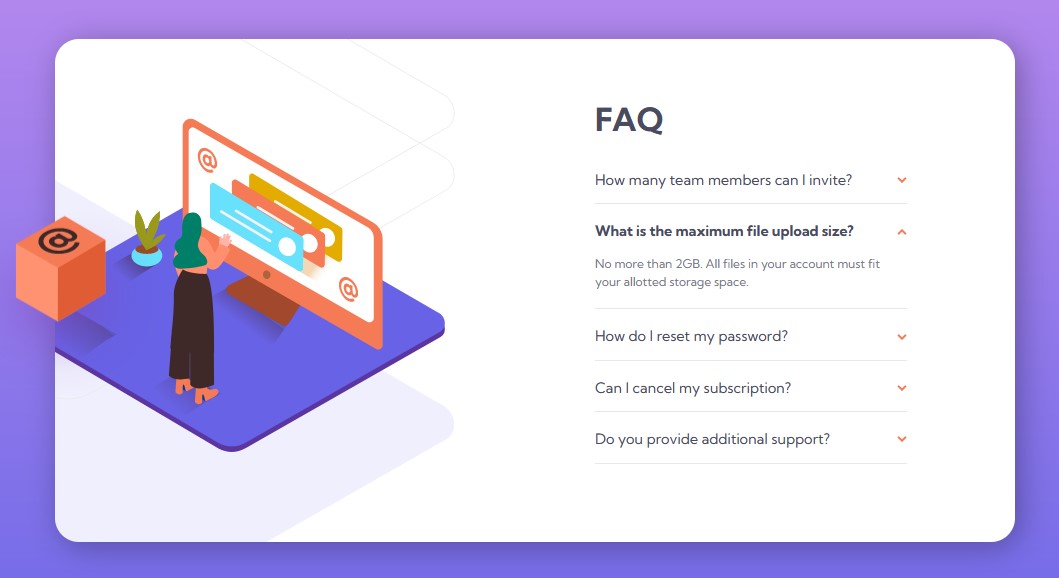 FAQ
How many team members can I invite?
What is the maximum file upload size?
No more than 2GB. All files in your account must fit
your allotted storage space.
How do I reset my password?
Can I cancel my subscription?
Do you provide additional support?
@
@
@